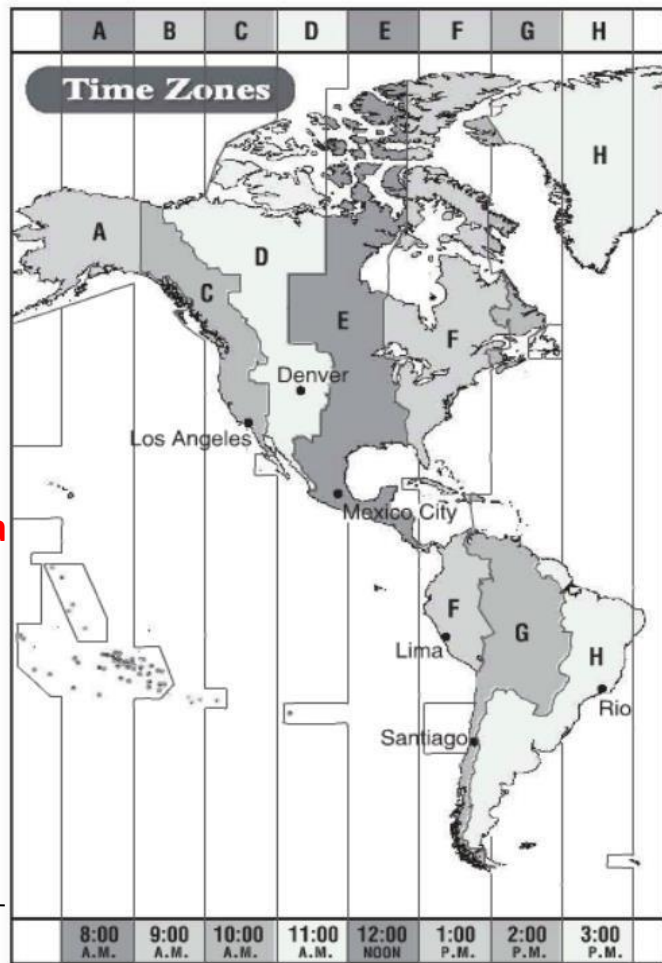 A B C D E F G H
Time Zones
H
A
D
C
E
F
Denver
Los Angeles
Mexico City
F
G
Lima
H
Rio
Santiago
8:00 9:00 10:00 11:00 12:00 1:00 2:00 3:00
A.M. A.M. A.M. A.M. NOON P.M. P.M. P.M.